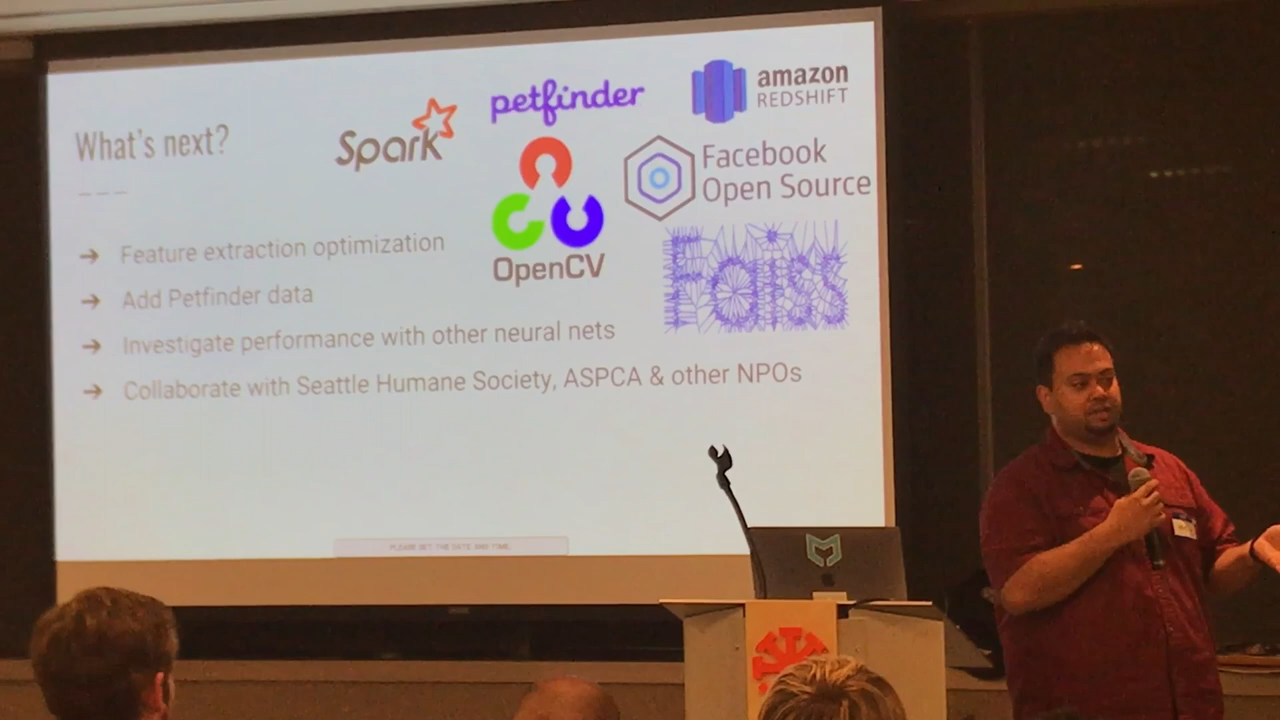 What's next?
Spark
petfinder
amazon
REDSHIFT
OpenCV
Facebook
Open Source
Faiss
➔ Feature extraction optimization
➔ Add Petfinder data
➔ Investigate performance with other neural nets
➔ Collaborate with Seattle Humane Society, ASPCA & other NPOs
PLEASE SET THE DATE AND TIME.